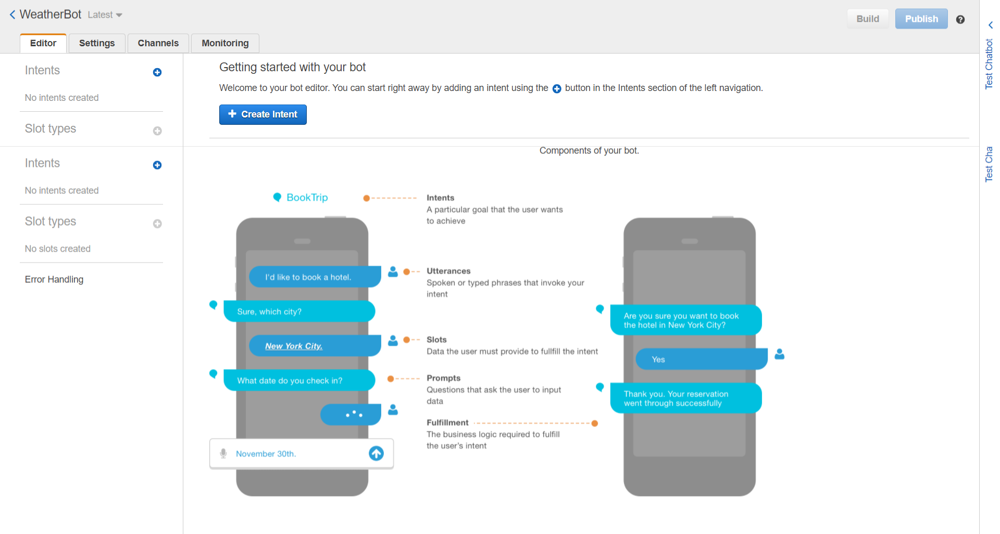 WeatherBot Latest
Build
Publish
Editor
Settings
Channels
Monitoring
Intents
No intents created
Slot types
Intents
No intents created
Slot types
No slots created
Error Handling
Getting started with your bot
Welcome to your bot editor. You can start right away by adding an intent using the button in the Intents section of the left navigation.
Create Intent
Components of your bot.
BookTrip
I'd like to book a hotel.
Sure, which city?
New York City.
What date do you check in?
November 30th.
Intents
A particular goal that the user wants
to achieve
Utterances
Spoken or typed phrases that invoke your
intent
Slots
Data the user must provide to fullfill the intent
Prompts
Questions that ask the user to input
data
Fulfillment
The business logic required to fulfill
the user's intent
Are you sure you want to book
the hotel in New York City?
Yes
Thank you. Your reservation
went through successfully
Test Chatbot
Test Cha